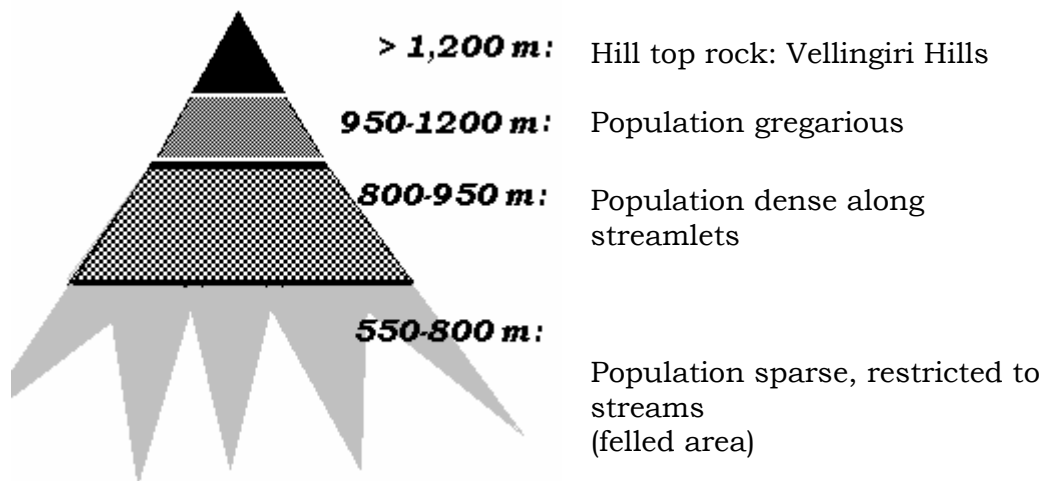 > 1,200 m: Hill top rock: Vellingiri Hills
950-1200 m: Population gregarious
800-950 m: Population dense along
streamlets
550-800 m:
Population sparse, restricted to
streams
(felled area)